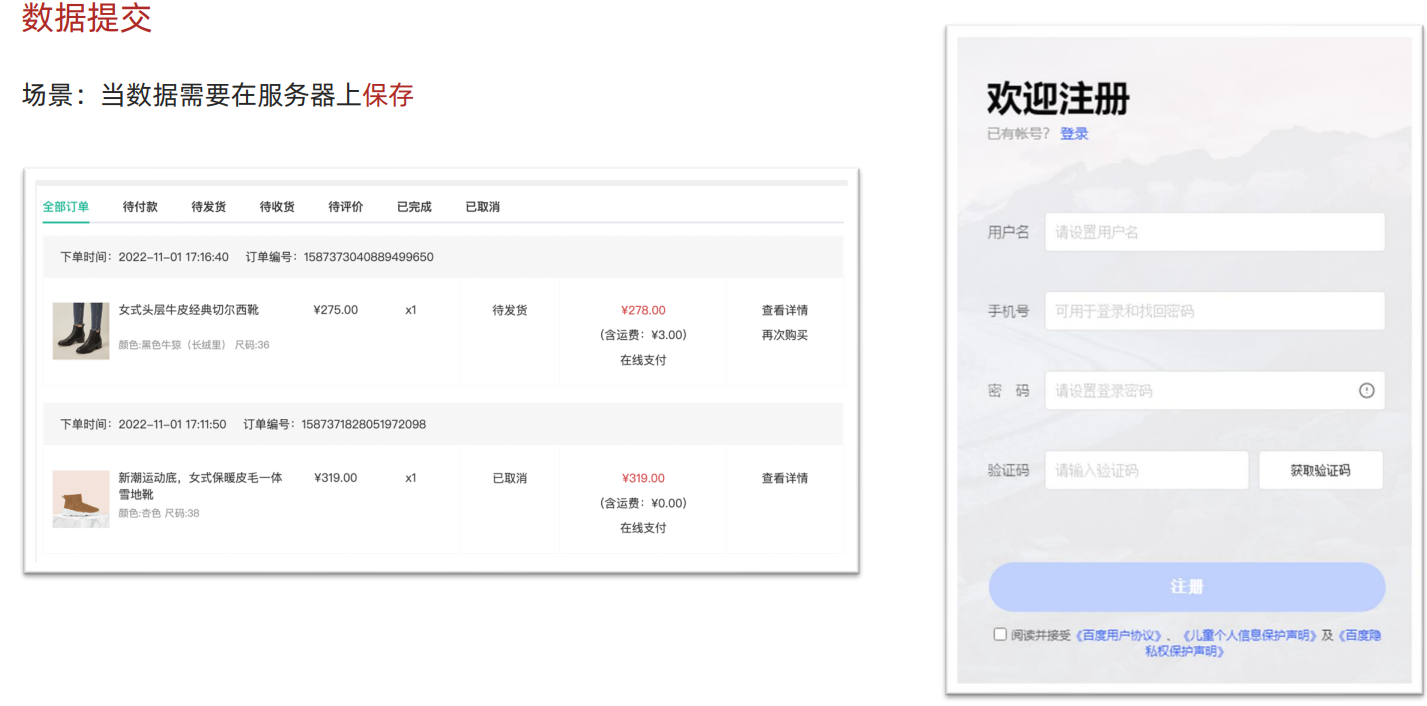 数据提交
场景：当数据需要在服务器上保存
全部订单 待付款 待发货 待收货 待评价 已完成 已取消
下单时间：2022-11-01 17:16:40 订单编号：1587373040889499650
女式头层牛皮经典切尔西靴 ¥275.00 x1 待发货 ¥278.00 查看详情
(含运费：¥3.00) 再次购买
颜色:黑色牛猄（长绒里） 尺码:36
在线支付
下单时间：2022-11-01 17:11:50 订单编号：1587371828051972098
新潮运动底，女式保暖皮毛一体 ¥319.00 x1 已取消 ¥319.00 查看详情
雪地靴
(含运费：¥0.00)
颜色:杏色 尺码:38
在线支付
欢迎注册
已有帐号？ 登录
用户名 请设置用户名
手机号 可用于登录和找回密码
密 码 请设置登录密码
验证码 请输入验证码 获取验证码
注册
阅读并接受《百度用户协议》、《儿童个人信息保护声明》及《百度隐
私权保护声明》